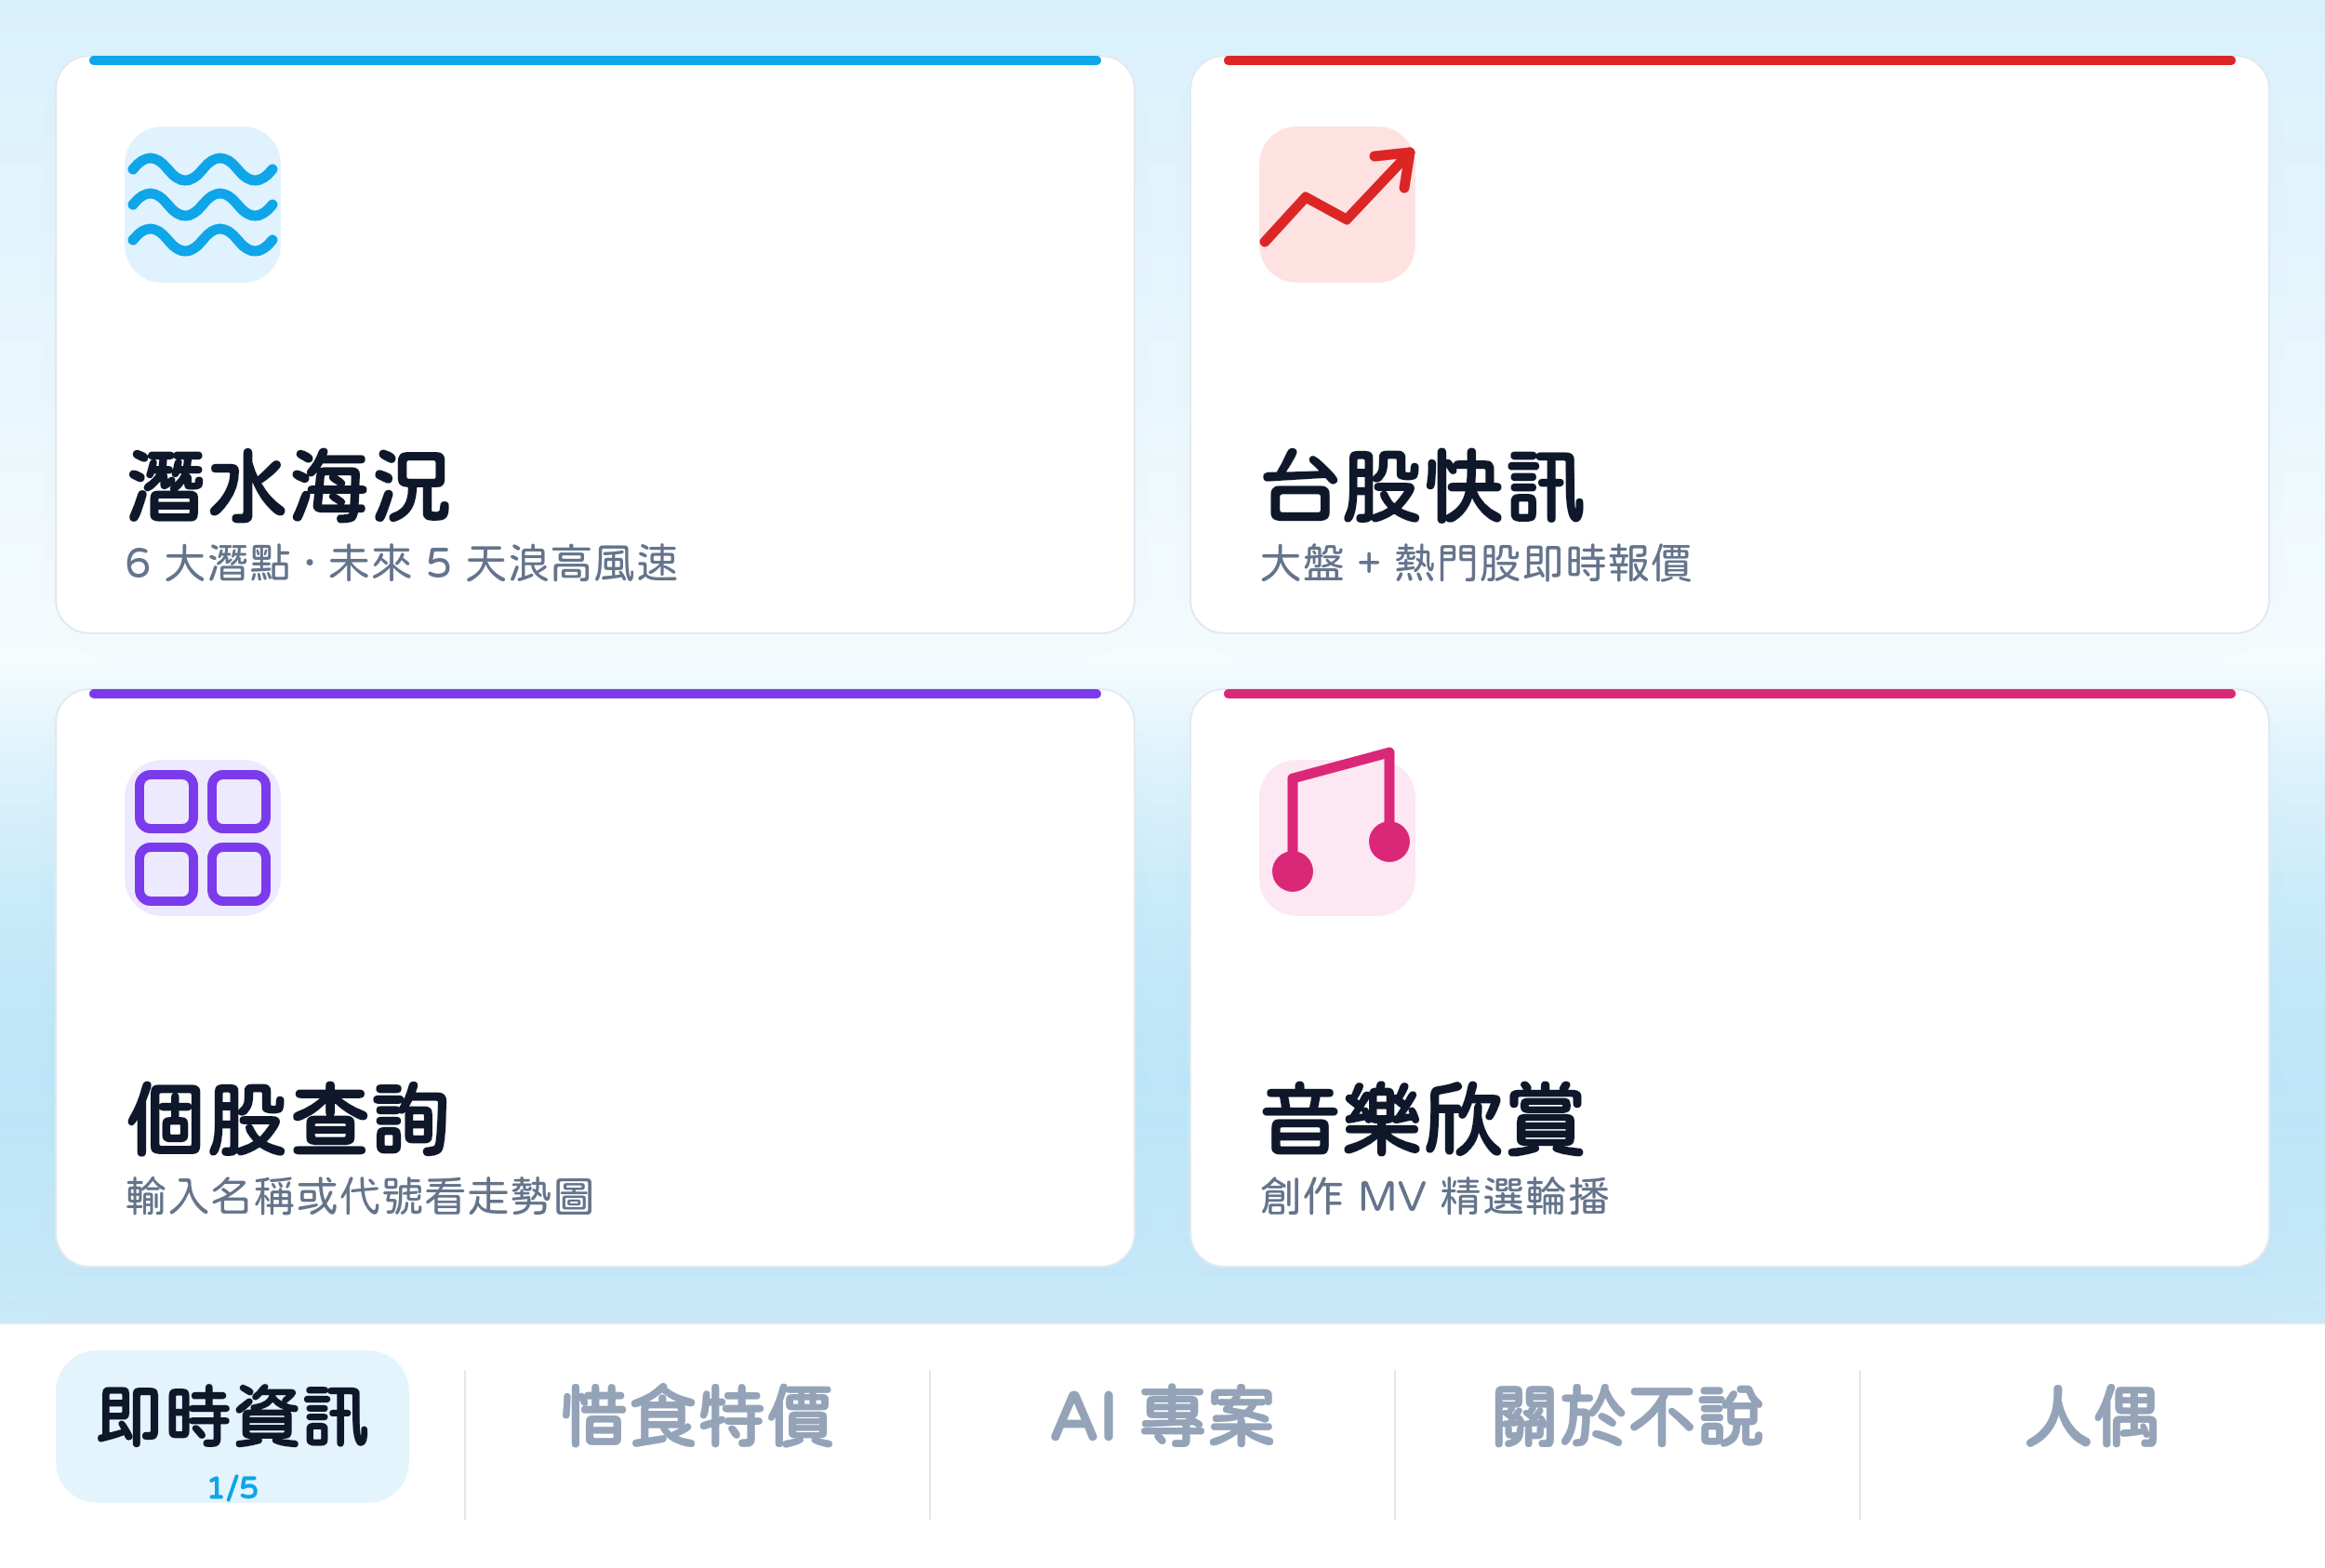 潛水海況
6 大潛點·未來 5 天浪高風速
台股快訊
大盤 + 熱門股即時報價
個股查詢
輸入名稱或代號看走勢圖
音樂欣賞
創作 MV 精選輪播
即時資訊
1/5
惜食特價
AI 專案
關於不說
人偶